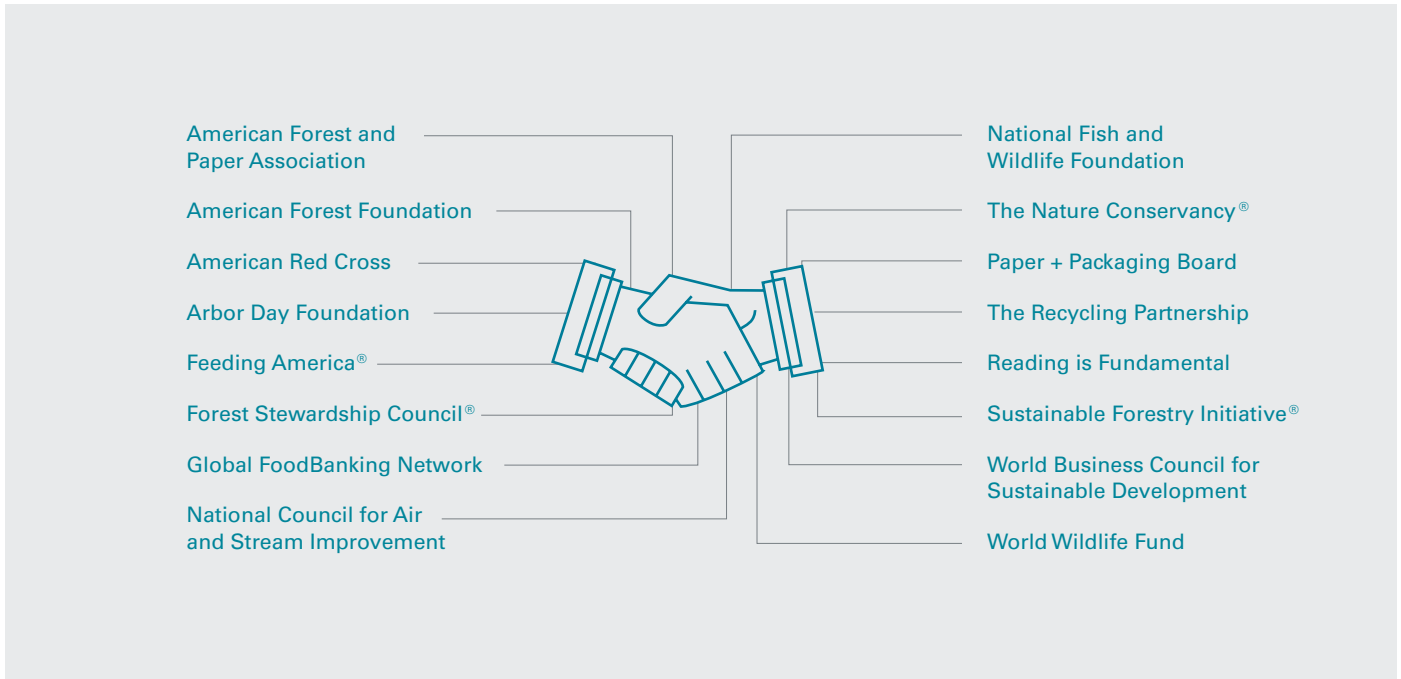 American Forest and
Paper Association
American Forest Foundation
American Red Cross
Arbor Day Foundation
Feeding America®
Forest Stewardship Council®
Global FoodBanking Network
National Council for Air
and Stream Improvement
National Fish and
Wildlife Foundation
The Nature Conservancy®
Paper + Packaging Board
The Recycling Partnership
Reading is Fundamental
Sustainable Forestry Initiative®
World Business Council for
Sustainable Development
World Wildlife Fund